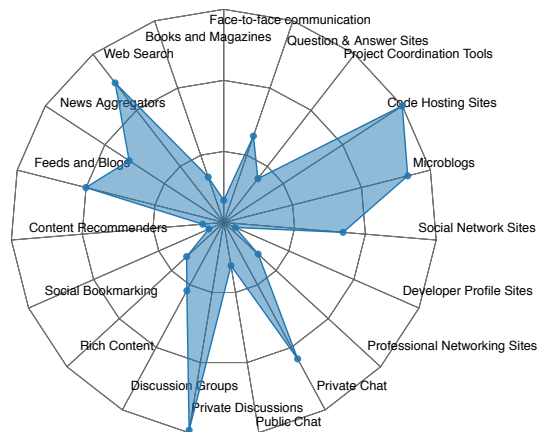 Face-to-face communication
Books and Magazines
Question & Answer Sites
Web Search
Project Coordination Tools
News Aggregators
Code Hosting Sites
Feeds and Blogs
Microblogs
Content Recommenders
Social Network Sites
Social Bookmarking
Developer Profile Sites
Rich Content
Professional Networking Sites
Discussion Groups
Private Chat
Private Discussions
Public Chat